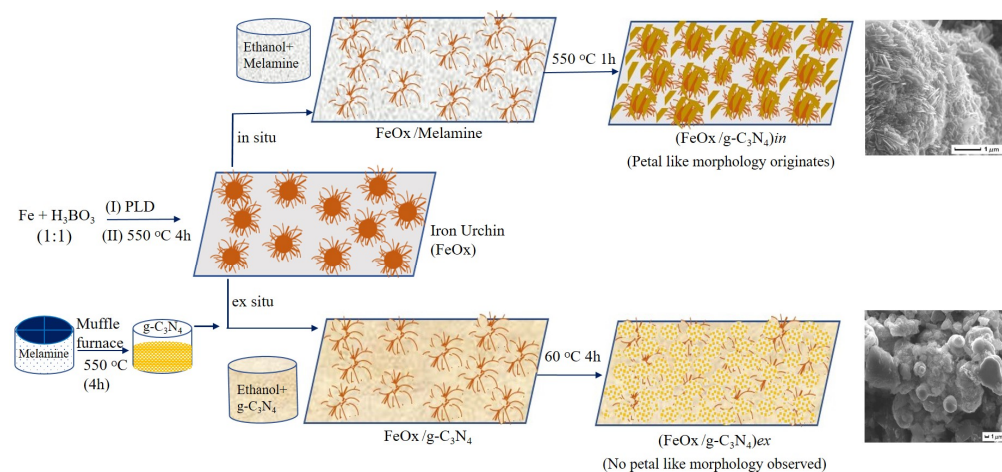 Ethanol+
Melamine
FeOx /Melamine
550 °C 1h
(FeOx /g-C₃N₄)in
(Petal like morphology originates)
1 μm
in situ
Fe + H₃BO₃
(1:1)
(I) PLD
(II) 550 °C 4h
Iron Urchin
(FeOx)
ex situ
Melamine
Muffle
furnace
550 °C
(4h)
g-C₃N₄
Ethanol+
g-C₃N₄
FeOx /g-C₃N₄
60 °C 4h
(FeOx /g-C₃N₄)ex
(No petal like morphology observed)
1 μm